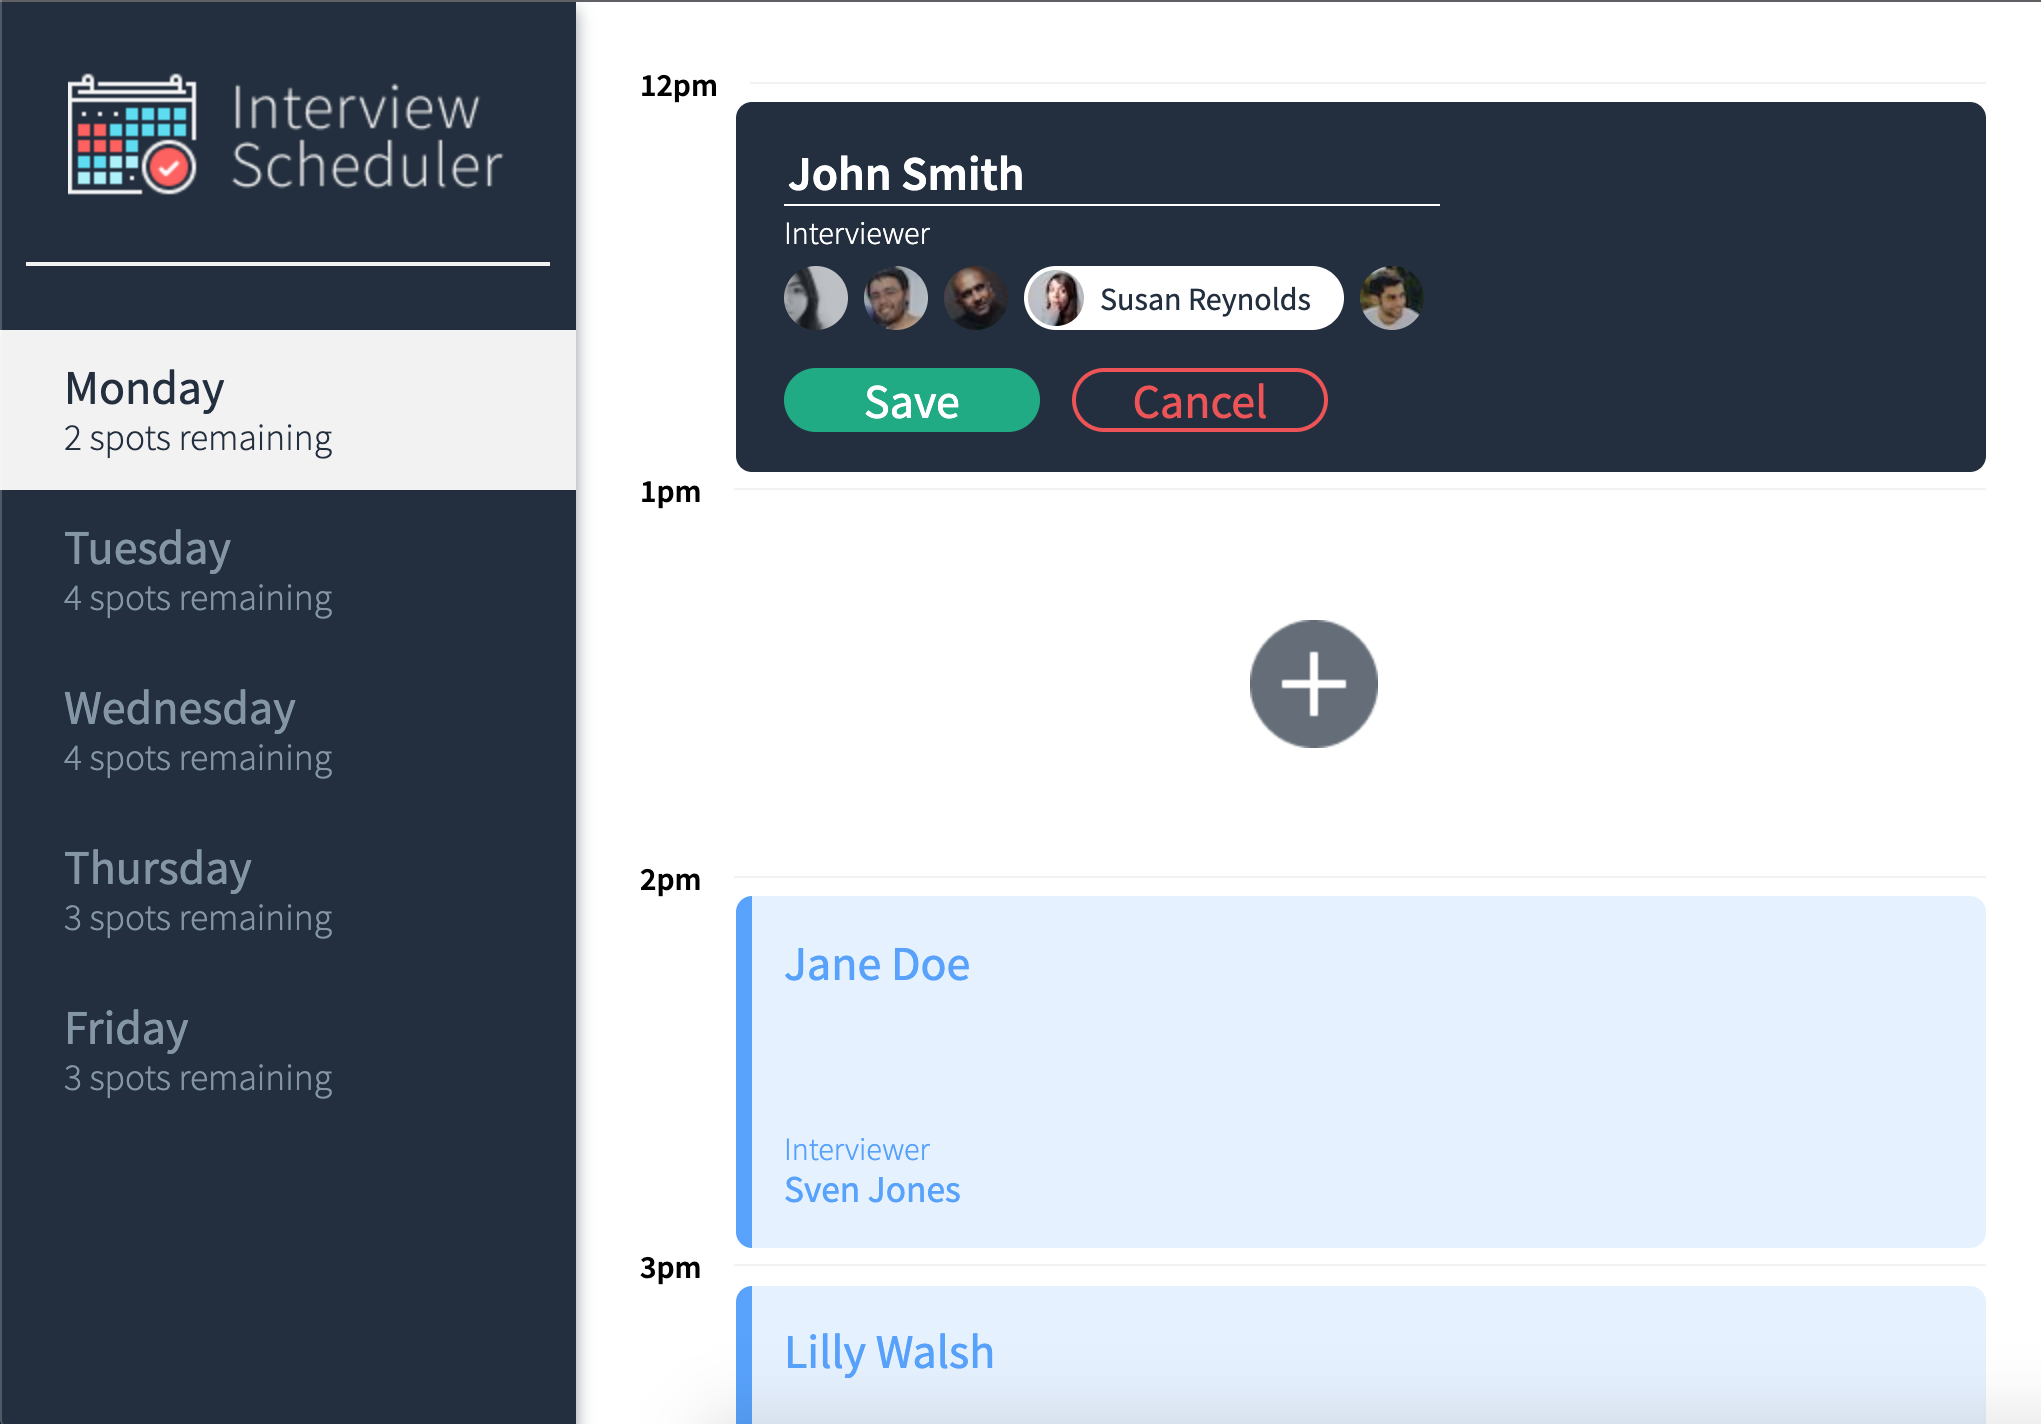 Interview
Scheduler
Monday
2 spots remaining
Tuesday
4 spots remaining
Wednesday
4 spots remaining
Thursday
3 spots remaining
Friday
3 spots remaining
12pm
John Smith
Interviewer
Susan Reynolds
Save
Cancel
1pm
2pm
Jane Doe
Interviewer
Sven Jones
3pm
Lilly Walsh